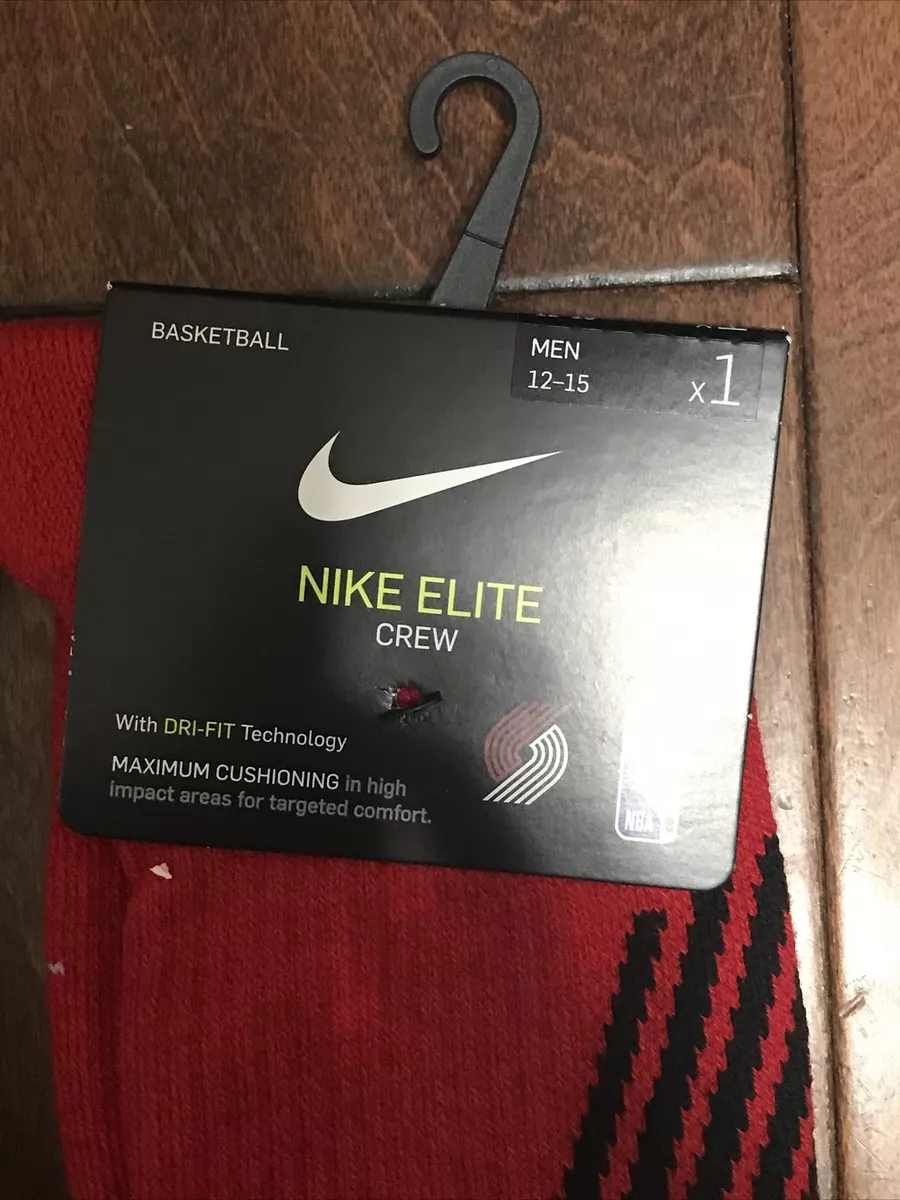 BASKETBALL
MEN
12–15
x1
NIKE ELITE
CREW
With DRI-FIT Technology
MAXIMUM CUSHIONING in high
impact areas for targeted comfort.
NBA